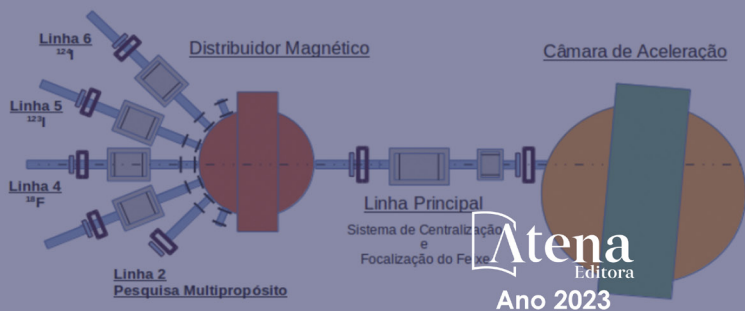 Linha 6
¹²⁴I
Distribuidor Magnético
Câmara de Aceleração
Linha 5
¹²³I
Linha 4
¹⁸F
Linha Principal
Sistema de Centralização
e
Focalização do Feixe
Linha 2
Pesquisa Multipropósito
Atena
Editora
Ano 2023